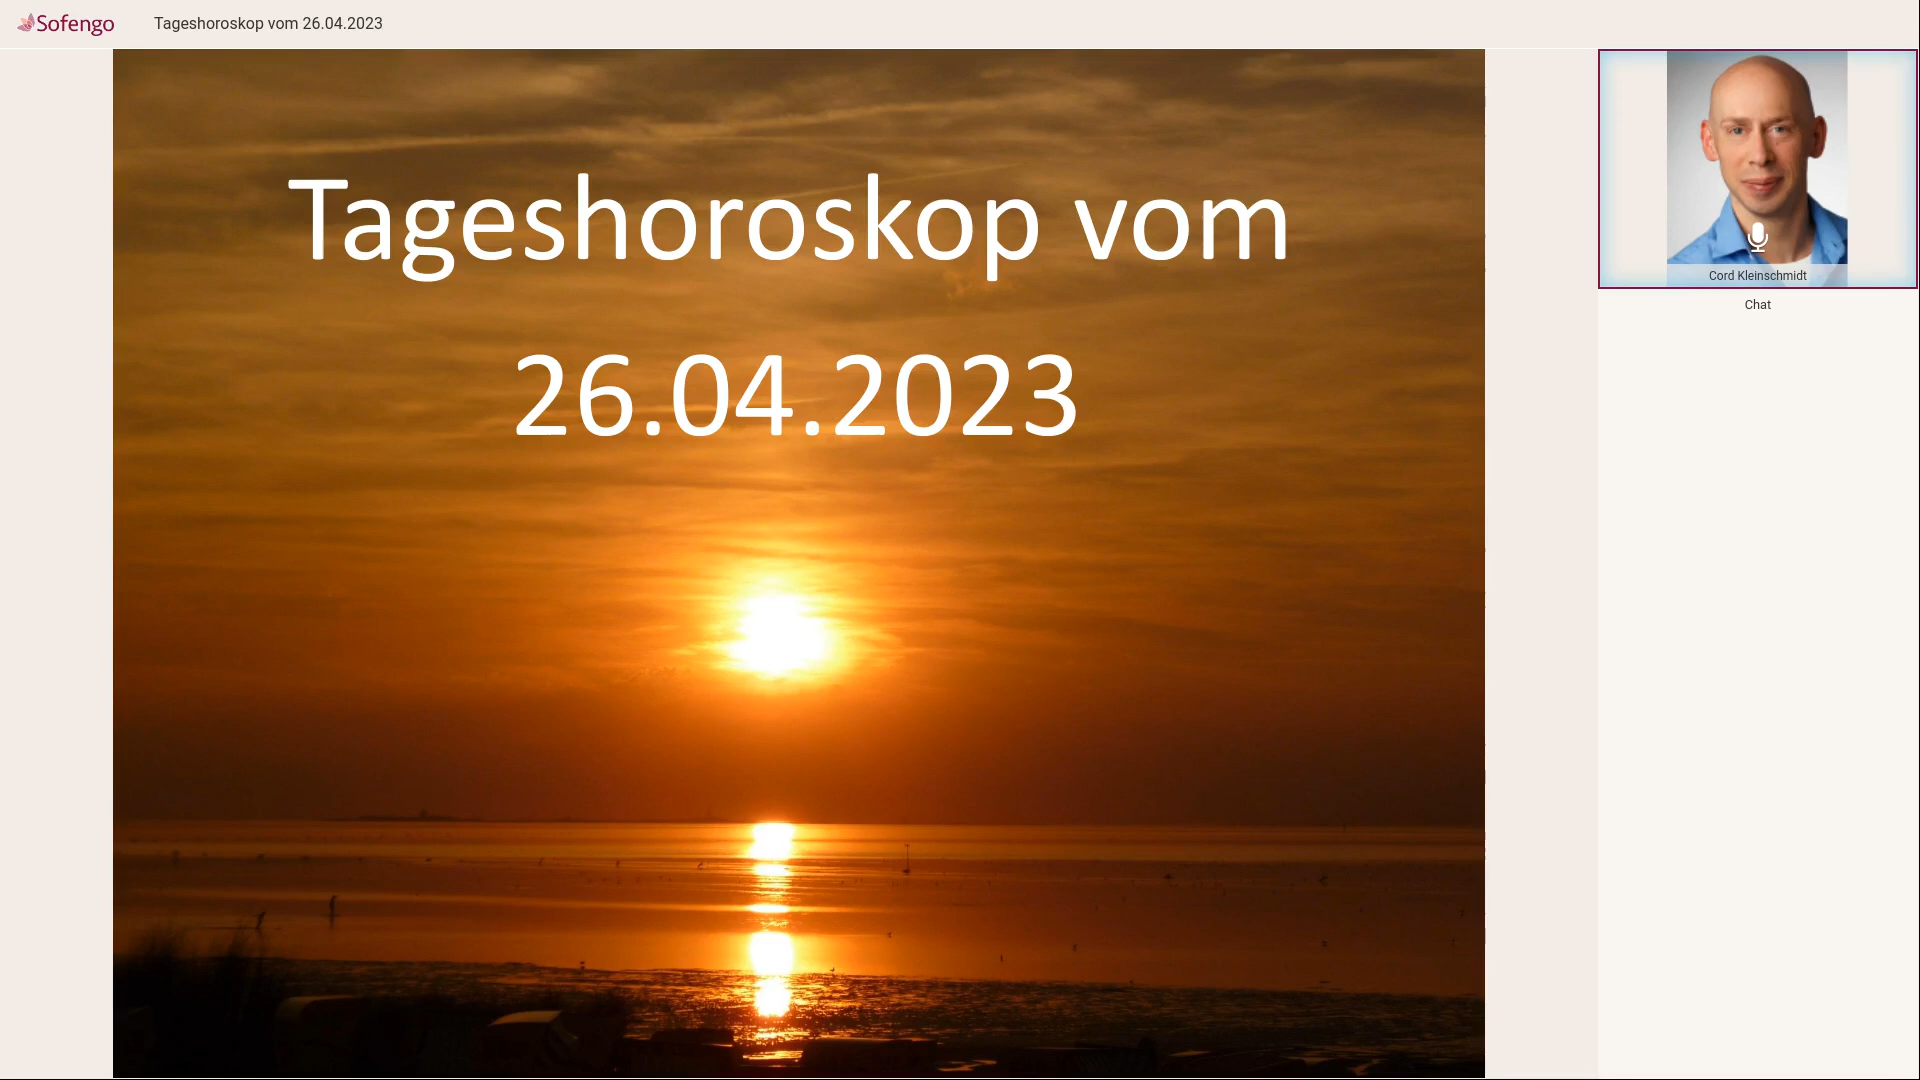 Sofengo
Tageshoroskop vom 26.04.2023
Tageshoroskop vom
26.04.2023
Cord Kleinschmidt
Chat